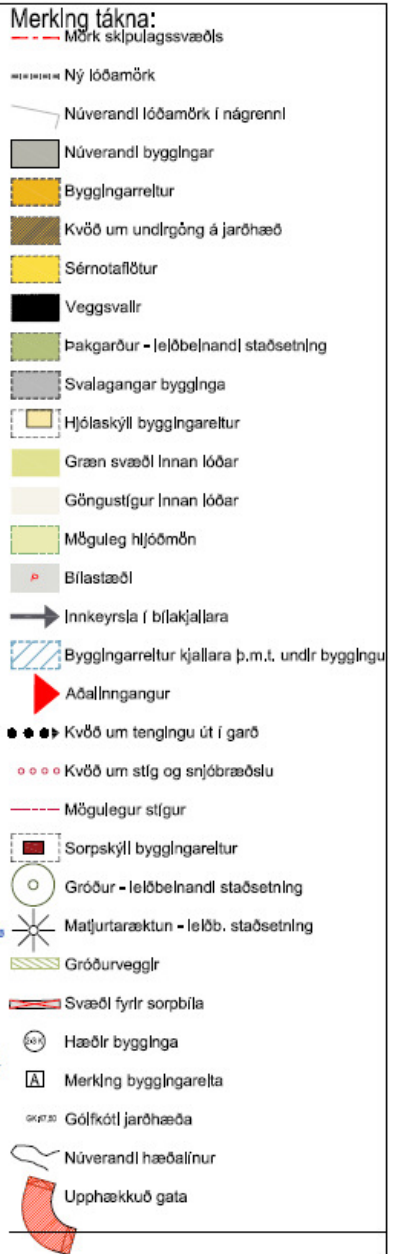 Merking tákna:
Mörk skipulagssvæðis
Ný lóðamörk
Núverandi lóðamörk í nágrenni
Núverandi byggingar
Byggingarreitur
Kvöð um undirgöng á jarðhæð
Sérnotaflötur
Veggsvalir
Þakgarður - leiðbeinandi staðsetning
Svalagangar bygginga
Hjólaskýli byggingareitur
Græn svæði innan lóðar
Göngustígur innan lóðar
Möguleg hljóðmön
P Bílastæði
Innkeyrsla í bílakjallara
Byggingarreitur kjallara þ.m.t. undir byggingu
Aðalinngangur
Kvöð um tengingu út í garð
Kvöð um stíg og snjóbræðslu
Mögulegur stígur
Sorpskýli byggingareitur
Gróður - leiðbeinandi staðsetning
Matjurtaræktun - leiðb. staðsetning
Gróðurveggir
Svæði fyrir sorpbíla
Hæðir bygginga
A Merking byggingareita
Gólfkóti jarðhæða
Núverandi hæðalínur
Upphækkuð gata